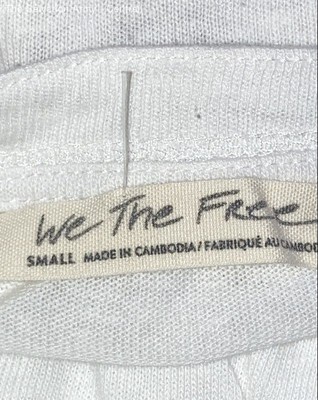 We The Free
SMALL MADE IN CAMBODIA / FABRIQUÉ AU CAMBOD